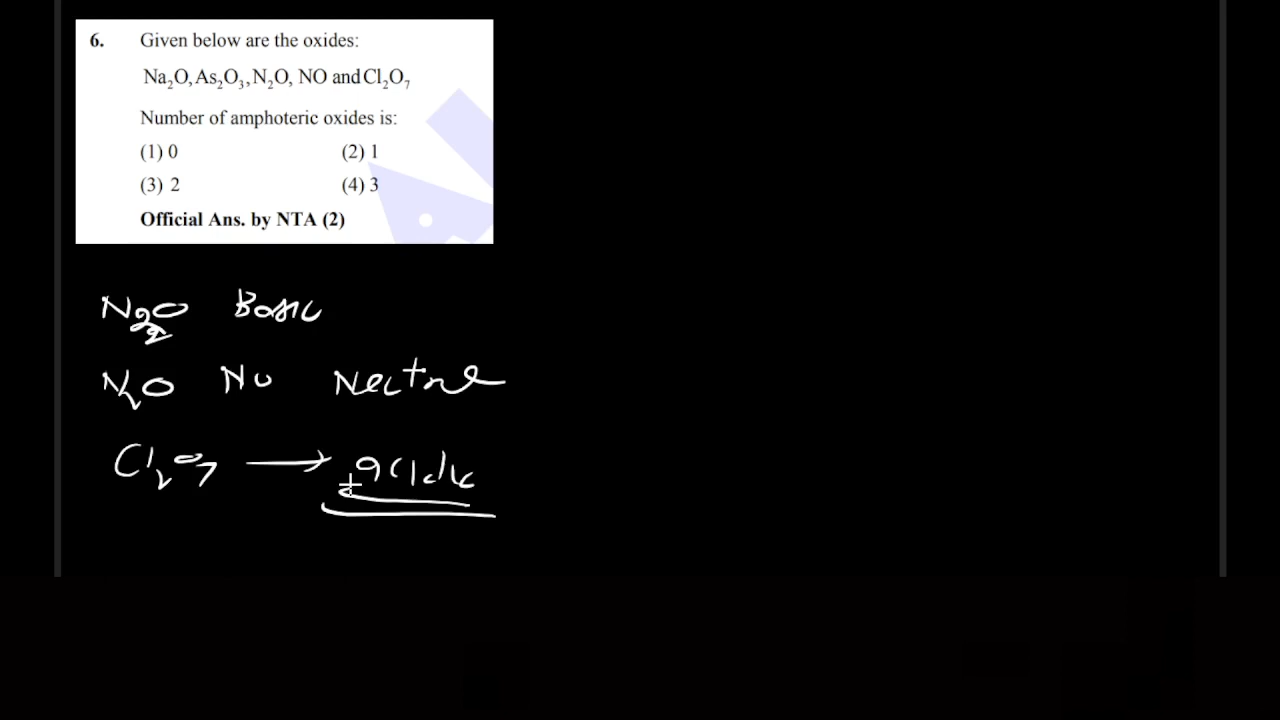 6. Given below are the oxides:
Na₂O, As₂O₃, N₂O, NO and Cl₂O₇
Number of amphoteric oxides is:
(1) 0 (2) 1
(3) 2 (4) 3
Official Ans. by NTA (2)
Na₂O Basic
N₂O NO Neutral
Cl₂O₇ → acidic